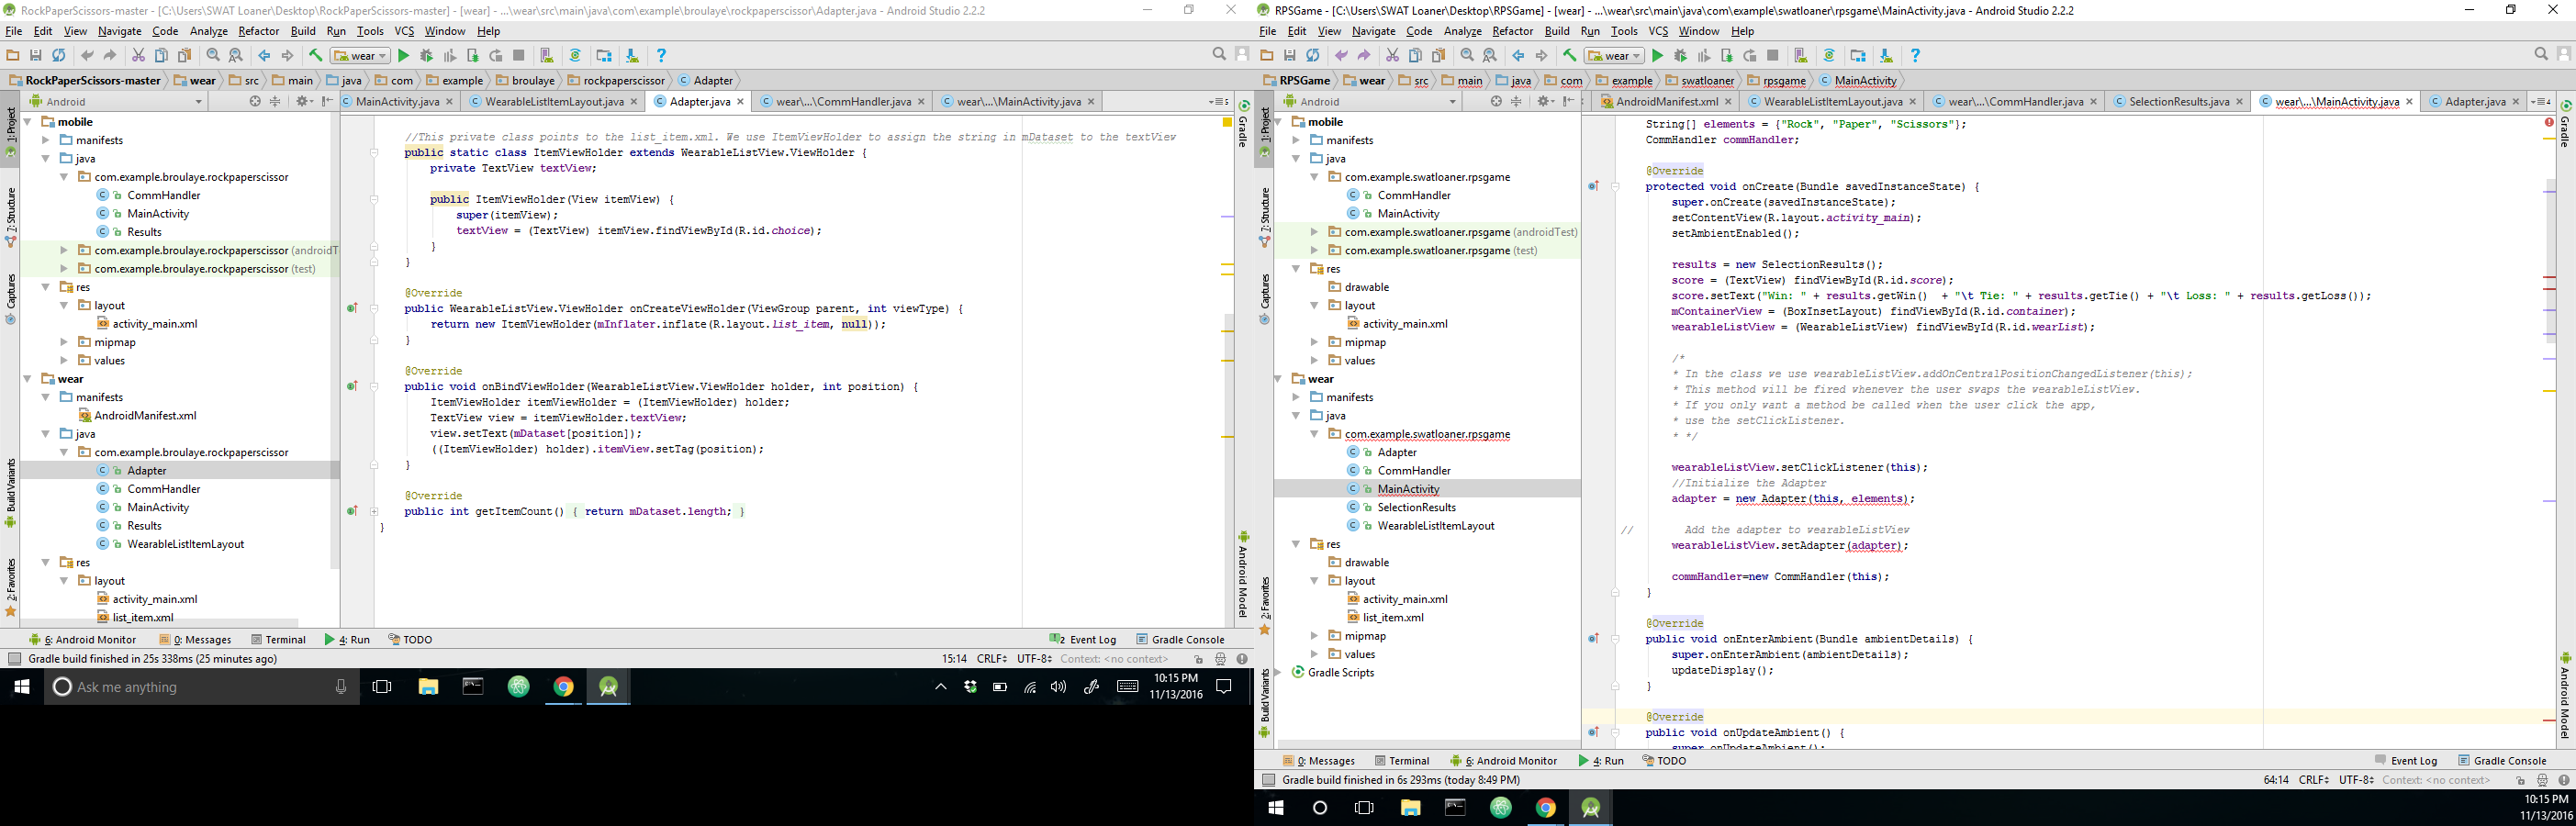 RockPaperScissors-master - [C:\Users\SWAT Loaner\Desktop\RockPaperScissors-master] - [wear] - ...\wear\src\main\java\com\example\broulaye\rockpaperscissor\Adapter.java - Android Studio 2.2.2
File Edit View Navigate Code Analyze Refactor Build Run Tools VCS Window Help
wear
RockPaperScissors-master wear src main java com example broulaye rockpaperscissor Adapter
Android
MainActivity.java WearableListItemLayout.java Adapter.java wear\...\CommHandler.java wear\...\MainActivity.java
1: Project
7: Structure
Captures
Build Variants
2: Favorites
Gradle
Android Model
mobile
manifests
java
com.example.broulaye.rockpaperscissor
CommHandler
MainActivity
Results
com.example.broulaye.rockpaperscissor (androidT
com.example.broulaye.rockpaperscissor (test)
res
layout
activity_main.xml
mipmap
values
wear
manifests
AndroidManifest.xml
java
com.example.broulaye.rockpaperscissor
Adapter
CommHandler
MainActivity
Results
WearableListItemLayout
res
layout
activity_main.xml
list_item.xml
//This private class points to the list_item.xml. We use ItemViewHolder to assign the string in mDataset to the textView
public static class ItemViewHolder extends WearableListView.ViewHolder {
private TextView textView;
public ItemViewHolder(View itemView) {
super(itemView);
textView = (TextView) itemView.findViewById(R.id.choice);
}
}
@Override
public WearableListView.ViewHolder onCreateViewHolder(ViewGroup parent, int viewType) {
return new ItemViewHolder(mInflater.inflate(R.layout.list_item, null));
}
@Override
public void onBindViewHolder(WearableListView.ViewHolder holder, int position) {
ItemViewHolder itemViewHolder = (ItemViewHolder) holder;
TextView view = itemViewHolder.textView;
view.setText(mDataset[position]);
((ItemViewHolder) holder).itemView.setTag(position);
}
@Override
public int getItemCount() { return mDataset.length; }
}
6: Android Monitor 0: Messages Terminal 4: Run TODO 2 Event Log Gradle Console
Gradle build finished in 25s 338ms (25 minutes ago) 15:14 CRLF UTF-8 Context: <no context>
Ask me anything
10:15 PM
11/13/2016
RPSGame - [C:\Users\SWAT Loaner\Desktop\RPSGame] - [wear] - ...\wear\src\main\java\com\example\swatloaner\rpsgame\MainActivity.java - Android Studio 2.2.2
File Edit View Navigate Code Analyze Refactor Build Run Tools VCS Window Help
wear
RPSGame wear src main java com example swatloaner rpsgame MainActivity
Android
AndroidManifest.xml WearableListItemLayout.java wear\...\CommHandler.java SelectionResults.java wear\...\MainActivity.java Adapter.java
4
1: Project
7: Structure
Captures
2: Favorites
Build Variants
Gradle
Android Model
mobile
manifests
java
com.example.swatloaner.rpsgame
CommHandler
MainActivity
com.example.swatloaner.rpsgame (androidTest)
com.example.swatloaner.rpsgame (test)
res
drawable
layout
activity_main.xml
mipmap
values
wear
manifests
java
com.example.swatloaner.rpsgame
Adapter
CommHandler
MainActivity
SelectionResults
WearableListItemLayout
res
drawable
layout
activity_main.xml
list_item.xml
mipmap
values
Gradle Scripts
String[] elements = {"Rock", "Paper", "Scissors"};
CommHandler commHandler;
@Override
protected void onCreate(Bundle savedInstanceState) {
super.onCreate(savedInstanceState);
setContentView(R.layout.activity_main);
setAmbientEnabled();
results = new SelectionResults();
score = (TextView) findViewById(R.id.score);
score.setText("Win: " + results.getWin() + "\t Tie: " + results.getTie() + "\t Loss: " + results.getLoss());
mContainerView = (BoxInsetLayout) findViewById(R.id.container);
wearableListView = (WearableListView) findViewById(R.id.wearList);
/*
* In the class we use wearableListView.addOnCentralPositionChangedListener(this);
* This method will be fired whenever the user swaps the wearableListView.
* If you only want a method be called when the user click the app,
* use the setClickListener.
* */
wearableListView.setClickListener(this);
//Initialize the Adapter
adapter = new Adapter(this, elements);
// Add the adapter to wearableListView
wearableListView.setAdapter(adapter);
commHandler=new CommHandler(this);
}
@Override
public void onEnterAmbient(Bundle ambientDetails) {
super.onEnterAmbient(ambientDetails);
updateDisplay();
}
@Override
public void onUpdateAmbient() {
super.onUpdateAmbient();
0: Messages Terminal 6: Android Monitor 4: Run TODO Event Log Gradle Console
Gradle build finished in 6s 293ms (today 8:49 PM) 64:14 CRLF UTF-8 Context: <no context>
10:15 PM
11/13/2016